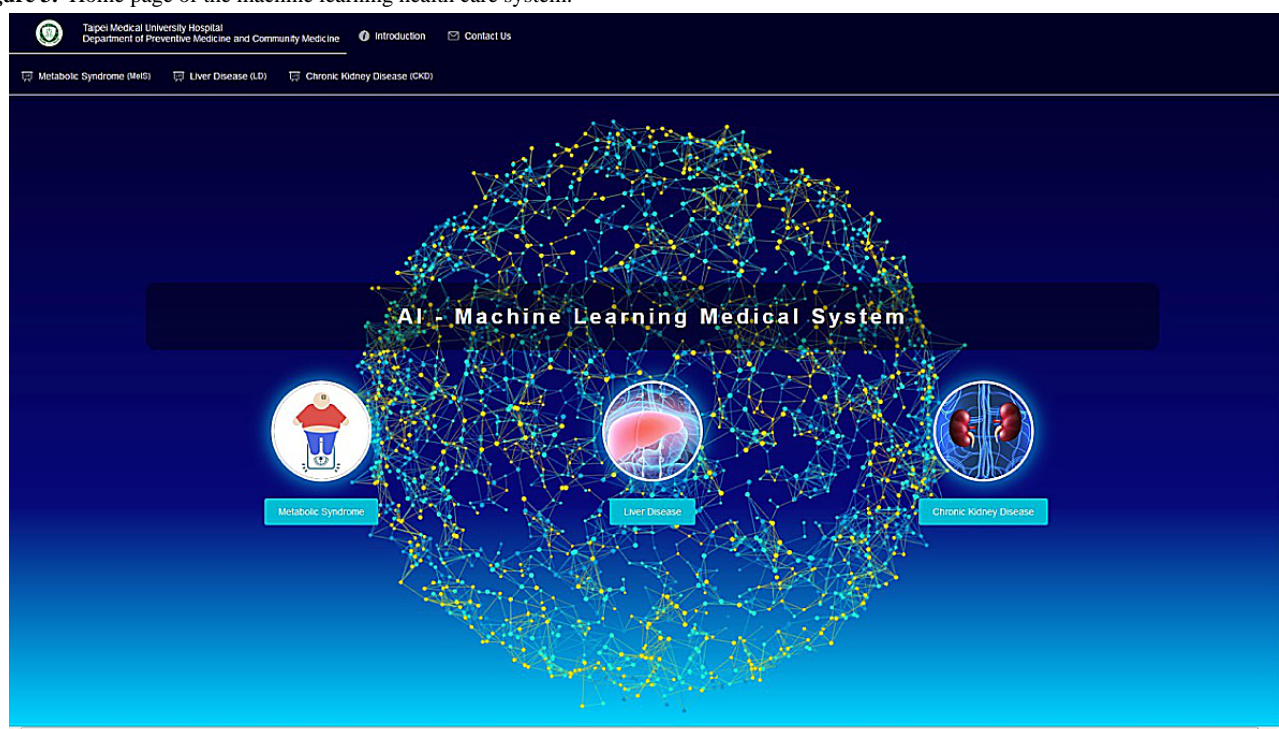 gure 3. Home page of the machine learning health care system.
Taipei Medical University Hospital
Department of Preventive Medicine and Community Medicine
Introduction
Contact Us
Metabolic Syndrome (MetS)
Liver Disease (LD)
Chronic Kidney Disease (CKD)
AI - Machine Learning Medical System
Metabolic Syndrome
Liver Disease
Chronic Kidney Disease